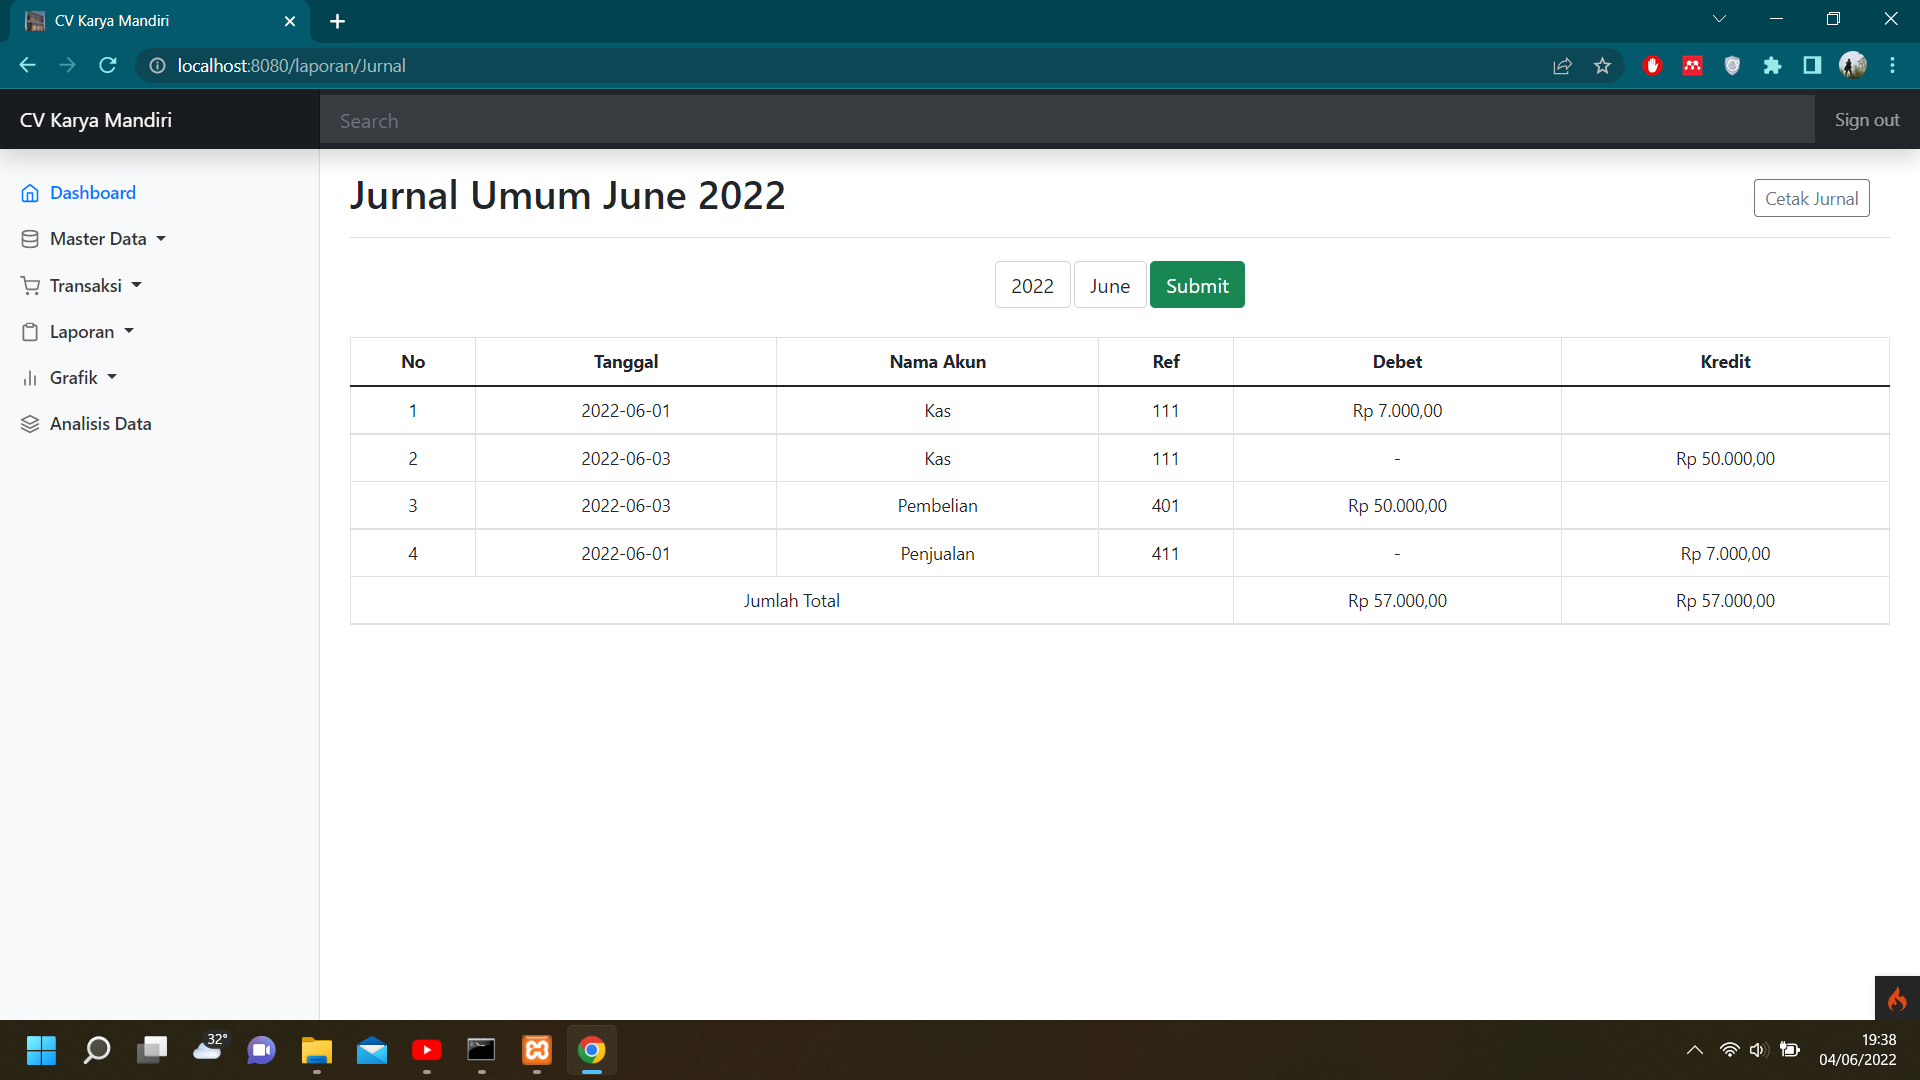 CV Karya Mandiri
localhost:8080/laporan/Jurnal
CV Karya Mandiri
Search
Sign out
Dashboard
Master Data
Transaksi
Laporan
Grafik
Analisis Data
Jurnal Umum June 2022
Cetak Jurnal
2022 June Submit
No Tanggal Nama Akun Ref Debet Kredit
1 2022-06-01 Kas 111 Rp 7.000,00
2 2022-06-03 Kas 111 - Rp 50.000,00
3 2022-06-03 Pembelian 401 Rp 50.000,00
4 2022-06-01 Penjualan 411 - Rp 7.000,00
Jumlah Total Rp 57.000,00 Rp 57.000,00
32°
19:38
04/06/2022